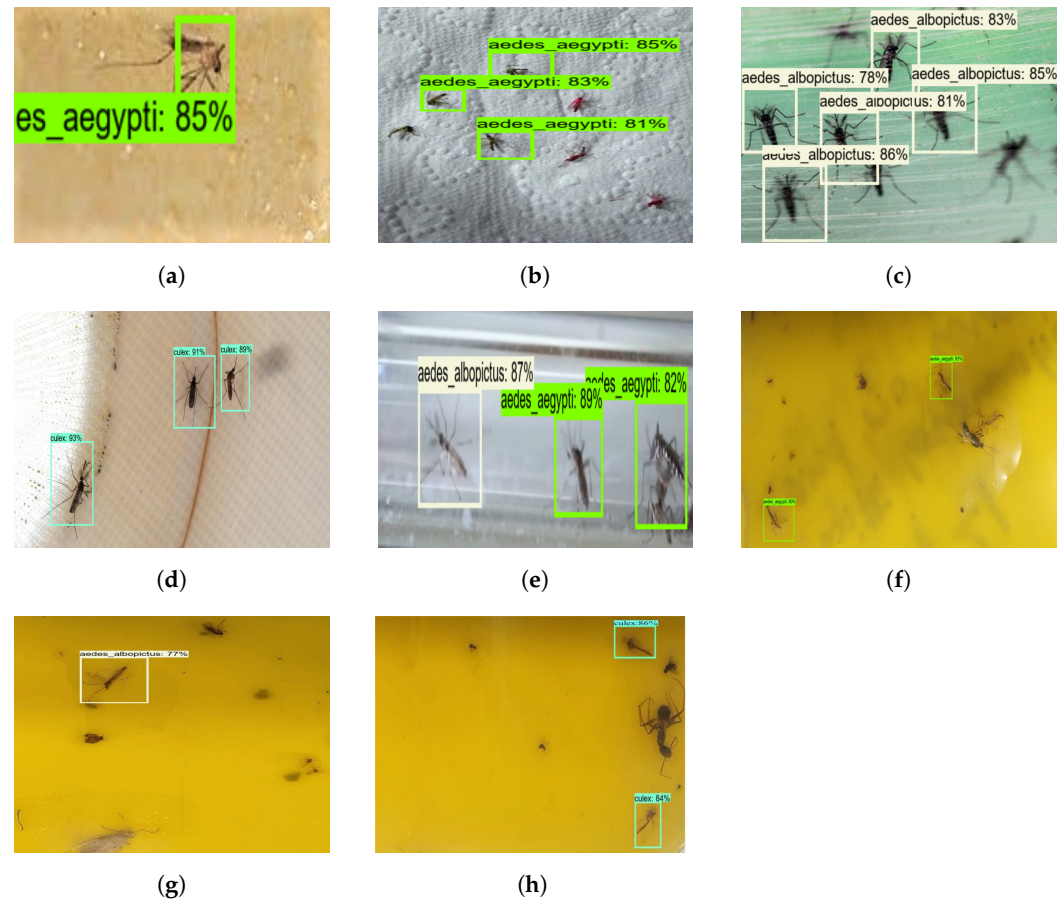 es_aegypti: 85%
(a)
aedes_aegypti: 85%
aedes_aegypti: 83%
aedes_aegypti: 81%
(b)
aedes_albopictus: 83%
aedes_albopictus: 78%
aedes_albopictus: 85%
aedes_albopictus: 81%
aedes_albopictus: 86%
(c)
culex: 91%
culex: 89%
culex: 93%
(d)
aedes_albopictus: 87%
aedes_aegypti: 82%
aedes_aegypti: 89%
(e)
(f)
aedes_albopictus: 77%
(g)
culex:86%
culex: 84%
(h)